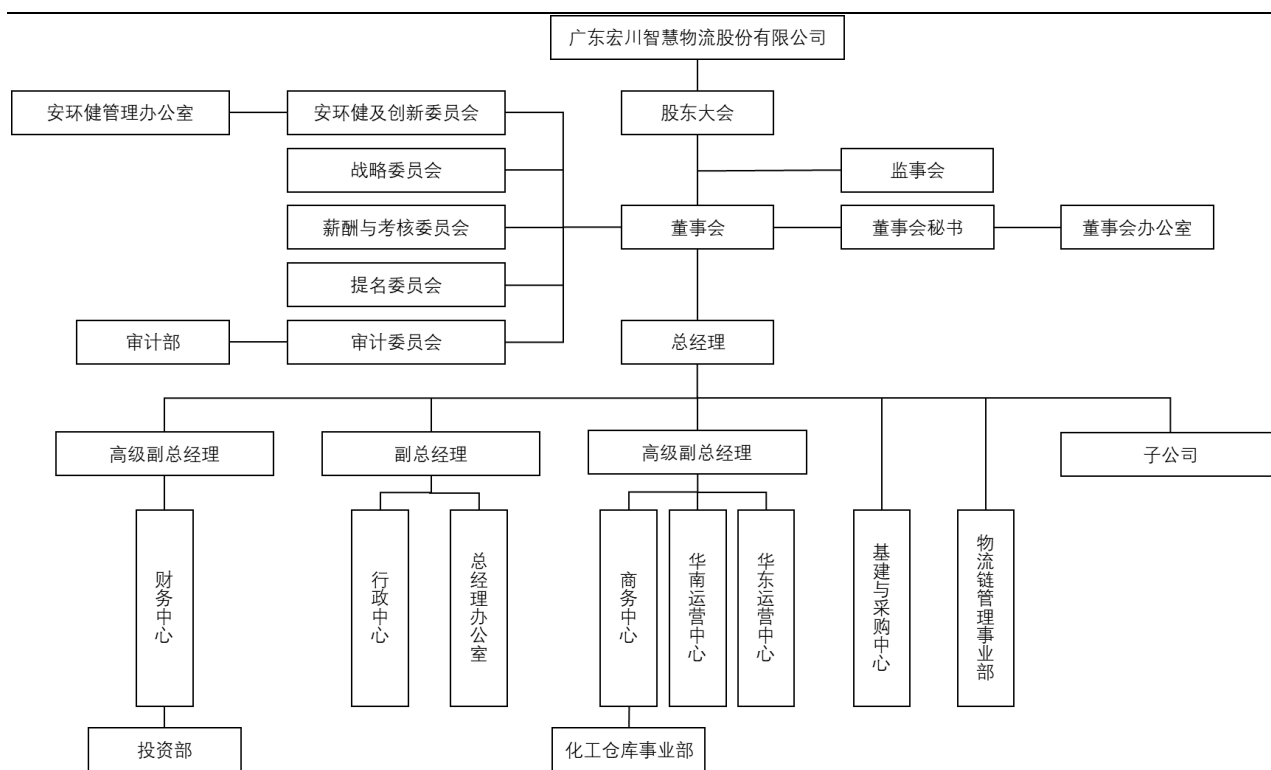 广东宏川智慧物流股份有限公司
安环健管理办公室
安环健及创新委员会
股东大会
战略委员会
监事会
薪酬与考核委员会
董事会
董事会秘书
董事会办公室
提名委员会
审计部
审计委员会
总经理
高级副总经理
副总经理
高级副总经理
子公司
财务中心
行政中心
总经理办公室
商务中心
华南运营中心
华东运营中心
基建与采购中心
物流链管理事业部
投资部
化工仓库事业部